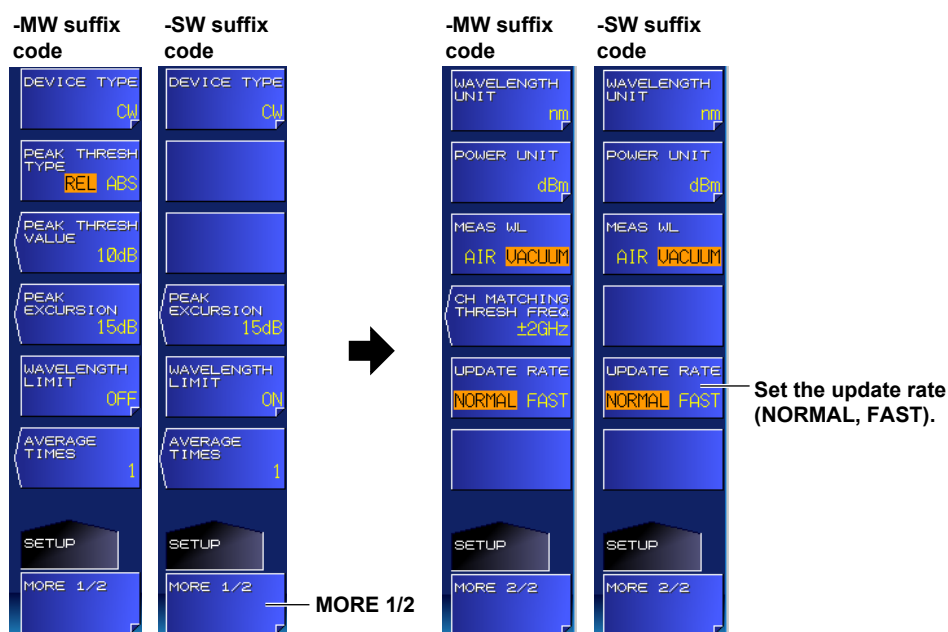 -MW suffix
code
DEVICE TYPE
CW
PEAK THRESH
TYPE
REL ABS
PEAK THRESH
VALUE
10dB
PEAK
EXCURSION
15dB
WAVELENGTH
LIMIT
OFF
AVERAGE
TIMES
1
SETUP
MORE 1/2
-SW suffix
code
DEVICE TYPE
CW
PEAK
EXCURSION
15dB
WAVELENGTH
LIMIT
ON
AVERAGE
TIMES
1
SETUP
MORE 1/2
MORE 1/2
-MW suffix
code
WAVELENGTH
UNIT
nm
POWER UNIT
dBm
MEAS WL
AIR VACUUM
CH MATCHING
THRESH FREQ
±2GHz
UPDATE RATE
NORMAL FAST
SETUP
MORE 2/2
-SW suffix
code
WAVELENGTH
UNIT
nm
POWER UNIT
dBm
MEAS WL
AIR VACUUM
UPDATE RATE
NORMAL FAST
SETUP
MORE 2/2
Set the update rate
(NORMAL, FAST).